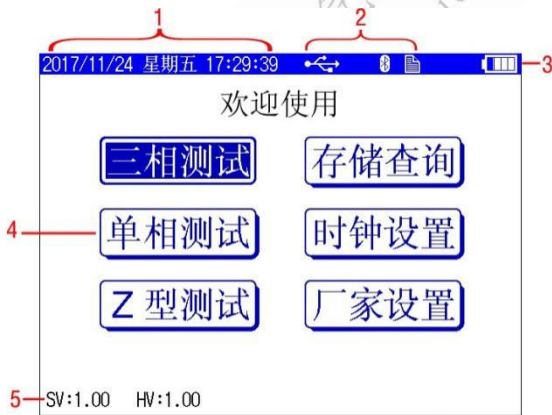 1 2
2017/11/24 星期五 17:29:39
3
欢迎使用
三相测试 存储查询
4 单相测试 时钟设置
Z 型测试 厂家设置
5 SV:1.00 HV:1.00